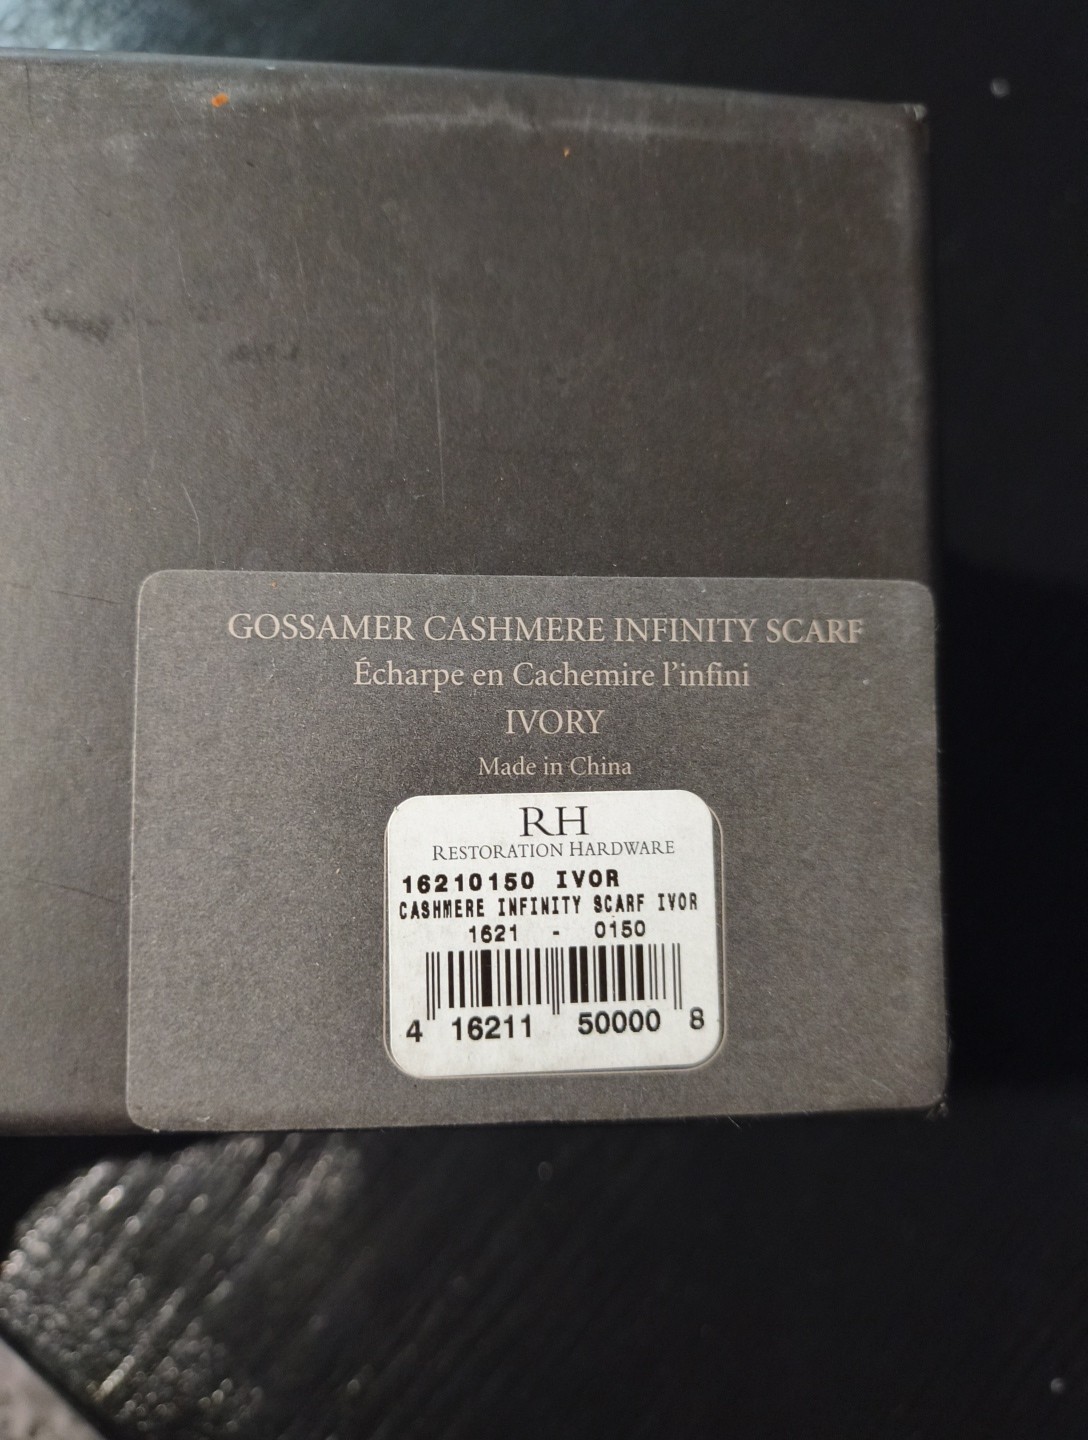 GOSSAMER CASHMERE INFINITY SCARF
Écharpe en Cachemire l'infini
IVORY
Made in China
RH
RESTORATION HARDWARE
16210150 IVOR
CASHMERE INFINITY SCARF IVOR
1621 - 0150
4 16211 50000 8